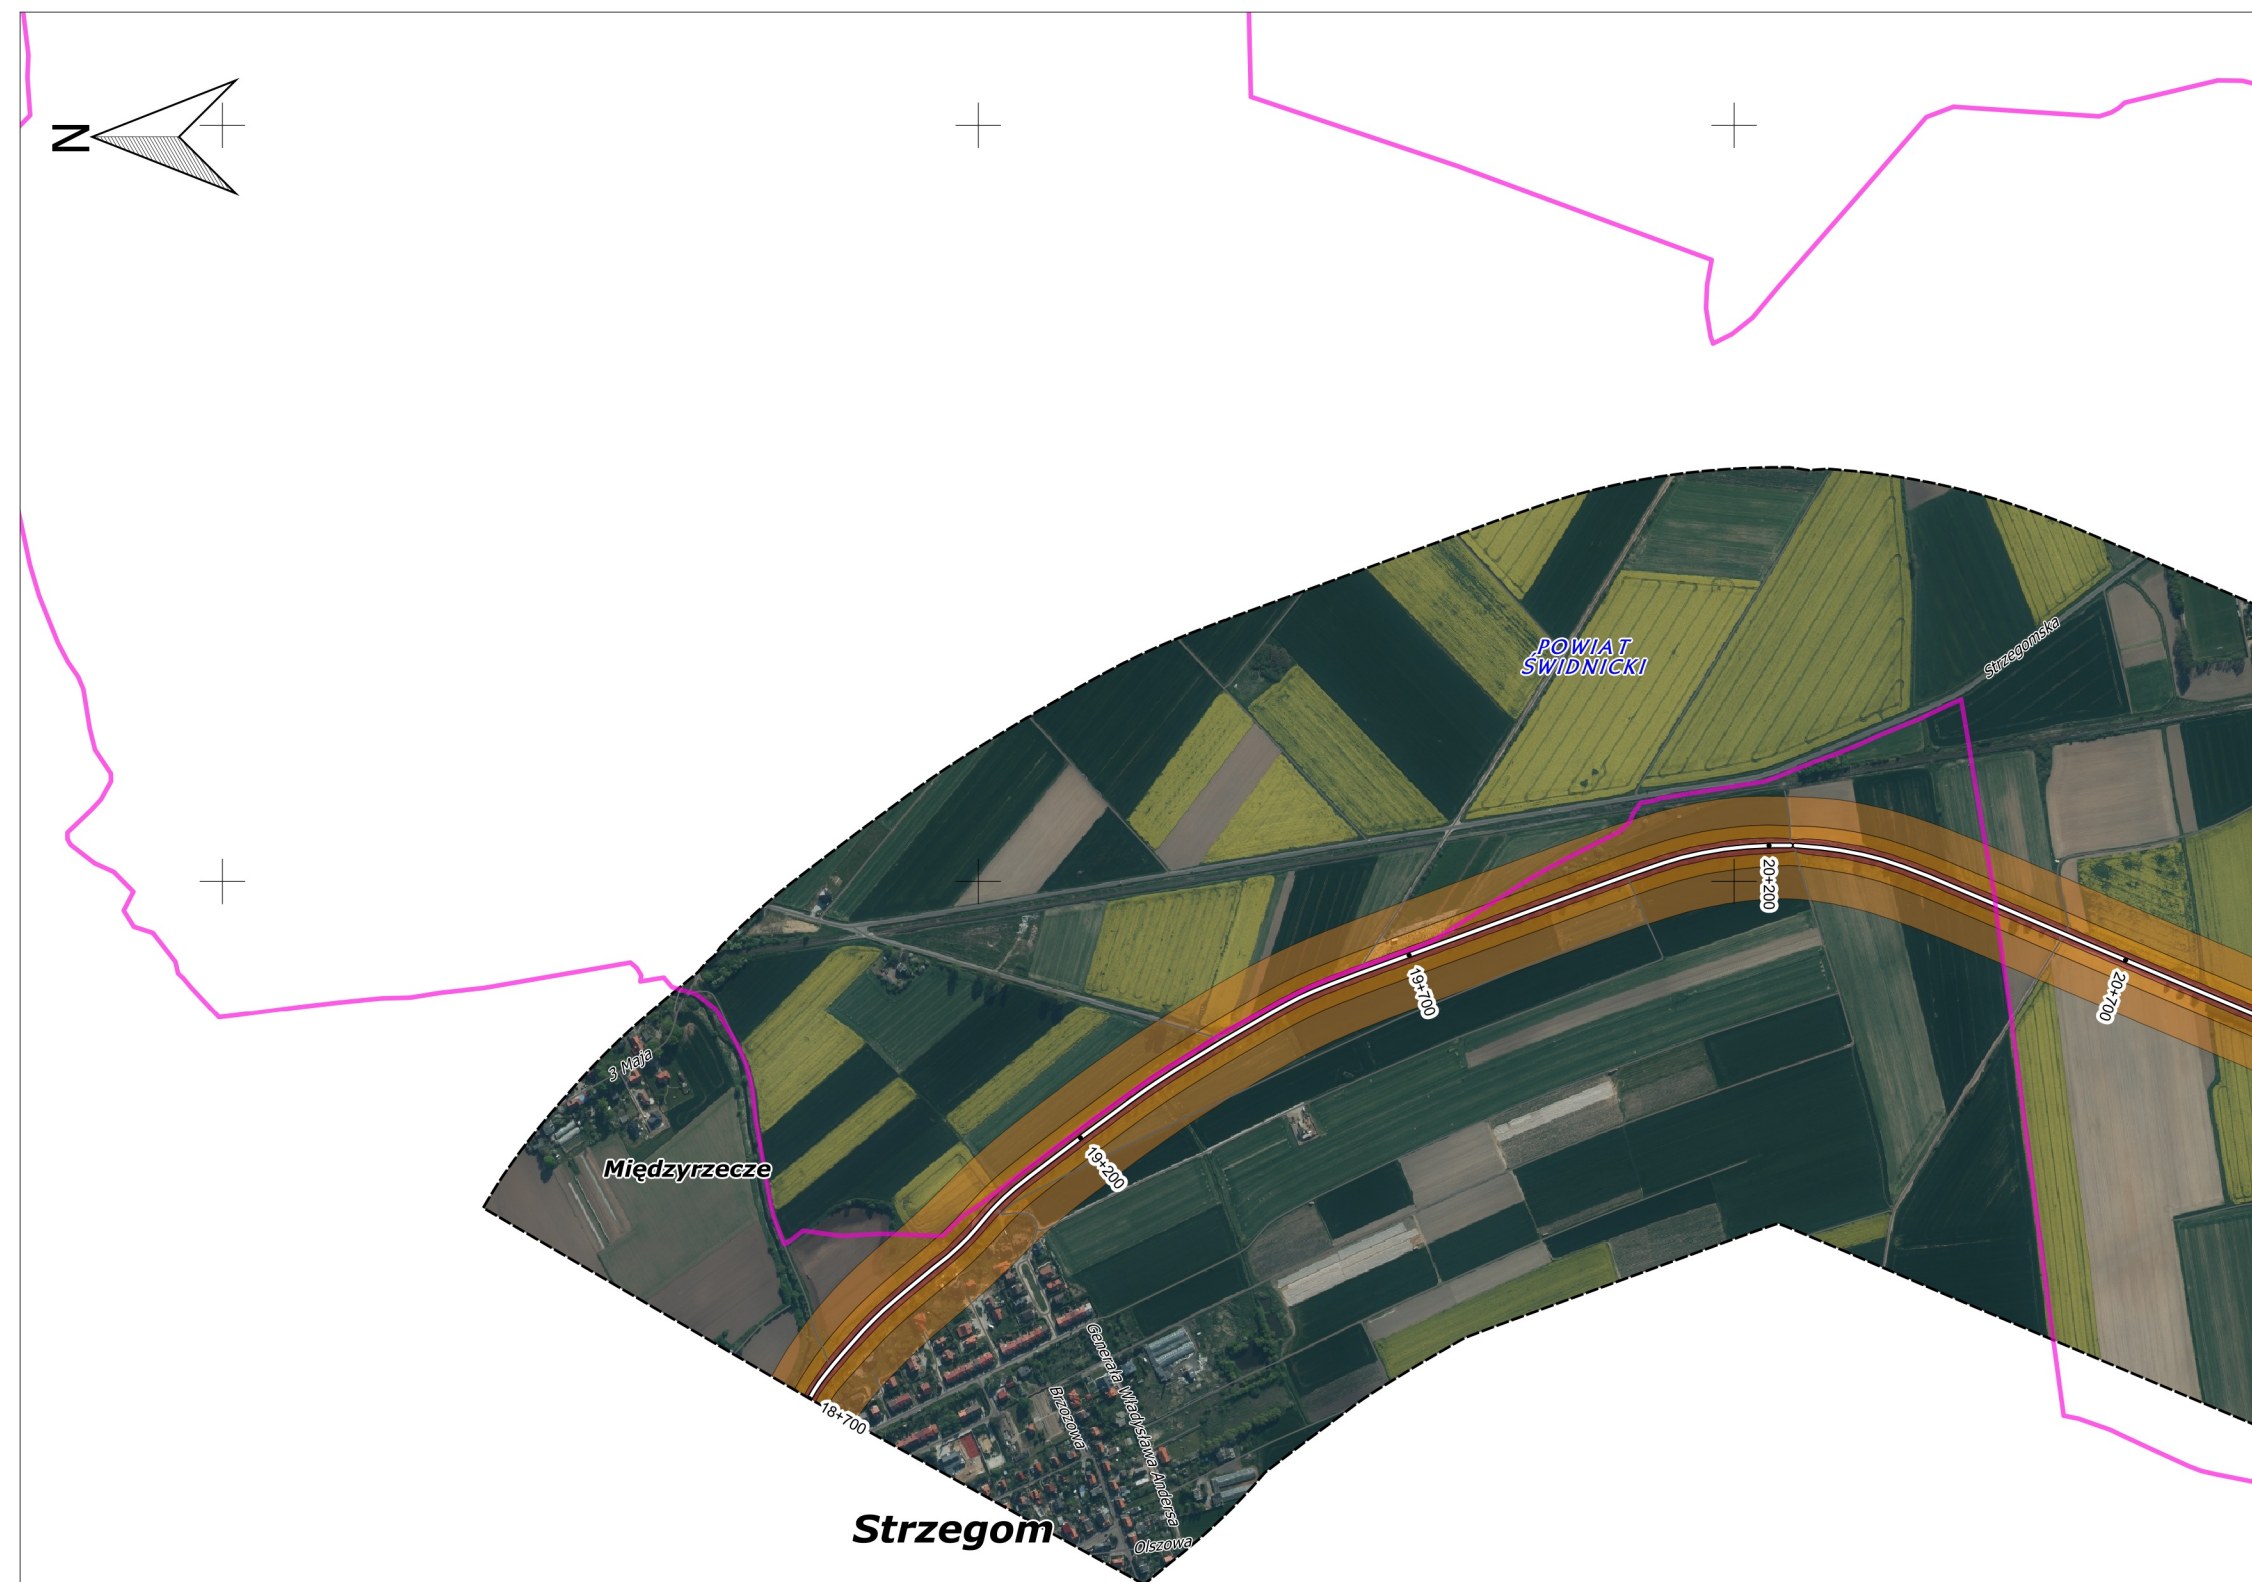 N
POWIAT
ŚWIDNICKI
Strzegomska
20+200
19+700
20+700
3 Maja
Międzyrzecze
19+200
18+700
Generała Władysława Andersa
Brzozowa
Strzegom
Olszowa